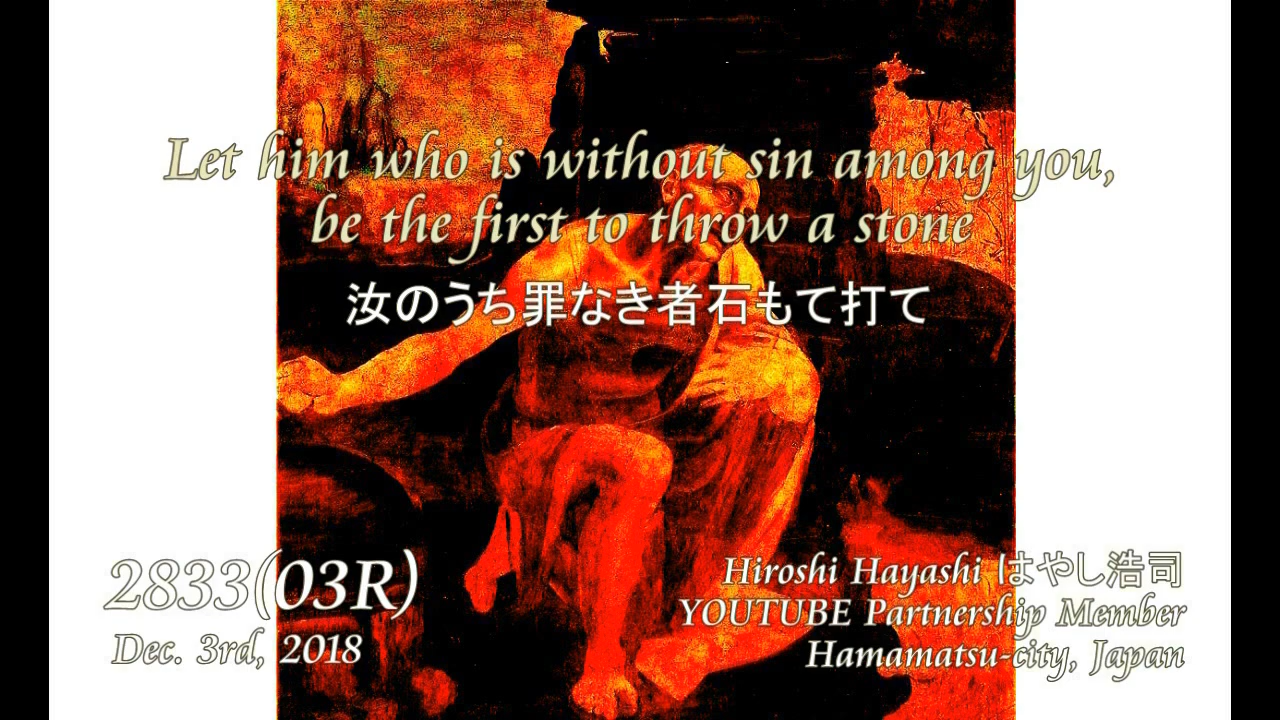 Let him who is without sin among you,
be the first to throw a stone
汝のうち罪なき者石もて打て
2833(03R)
Dec. 3rd, 2018
Hiroshi Hayashi はやし浩司
YOUTUBE Partnership Member
Hamamatsu-city, Japan